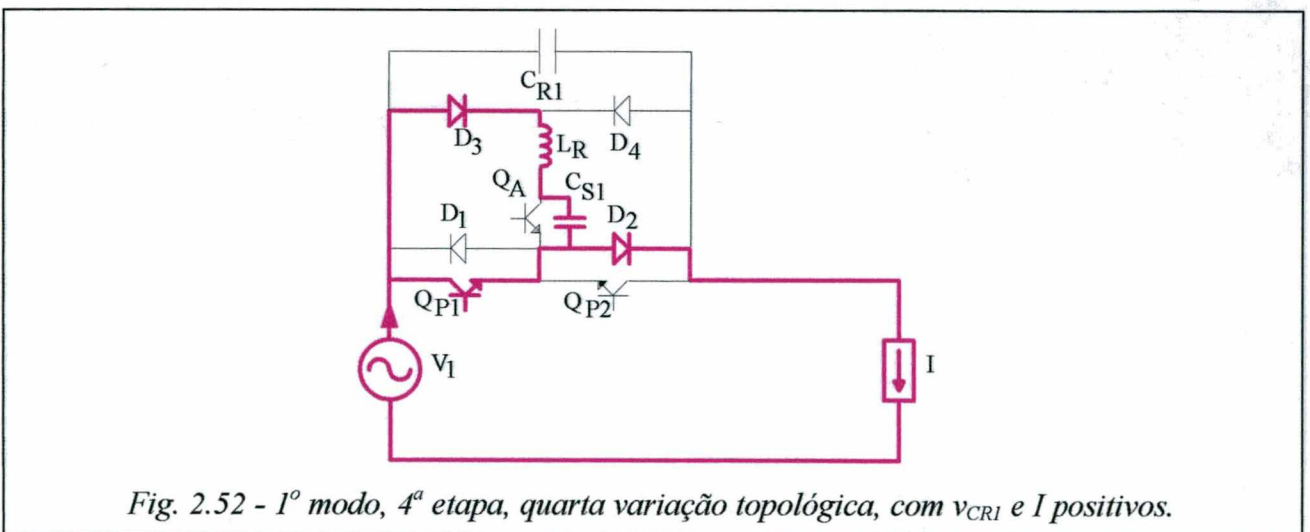 C_R1
D_3
L_R
D_4
Q_A
C_S1
D_1
D_2
Q_P1
Q_P2
V_1
I
Fig. 2.52 - 1º modo, 4ª etapa, quarta variação topológica, com v_CR1 e I positivos.